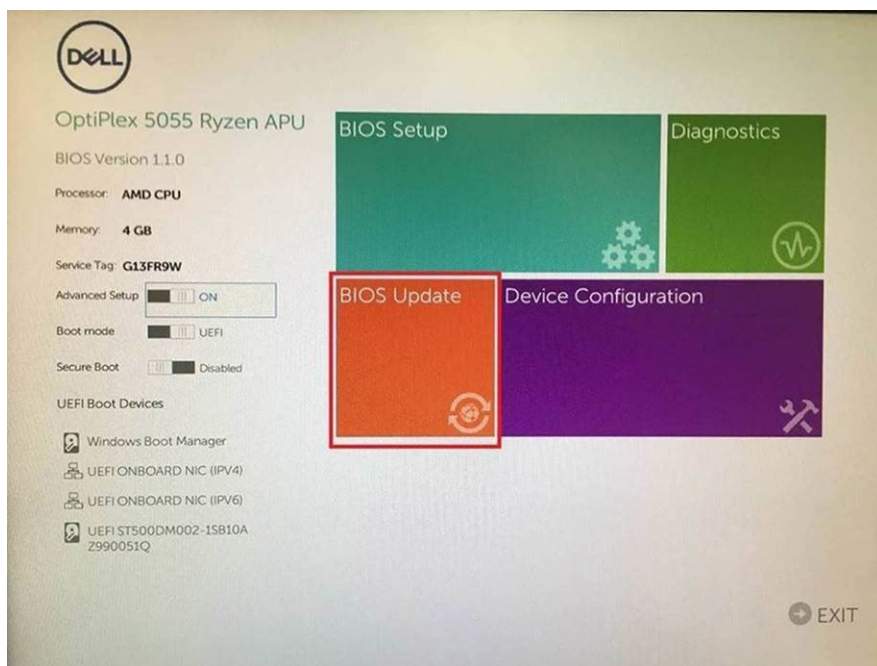 DELL
OptiPlex 5055 Ryzen APU
BIOS Version 1.1.0
Processor: AMD CPU
Memory: 4 GB
Service Tag: G13FR9W
Advanced Setup ON
Boot mode UEFI
Secure Boot Disabled
UEFI Boot Devices
Windows Boot Manager
UEFI ONBOARD NIC (IPV4)
UEFI ONBOARD NIC (IPV6)
UEFI ST500DM002-1SB10A
Z990051Q
BIOS Setup
Diagnostics
BIOS Update
Device Configuration
EXIT